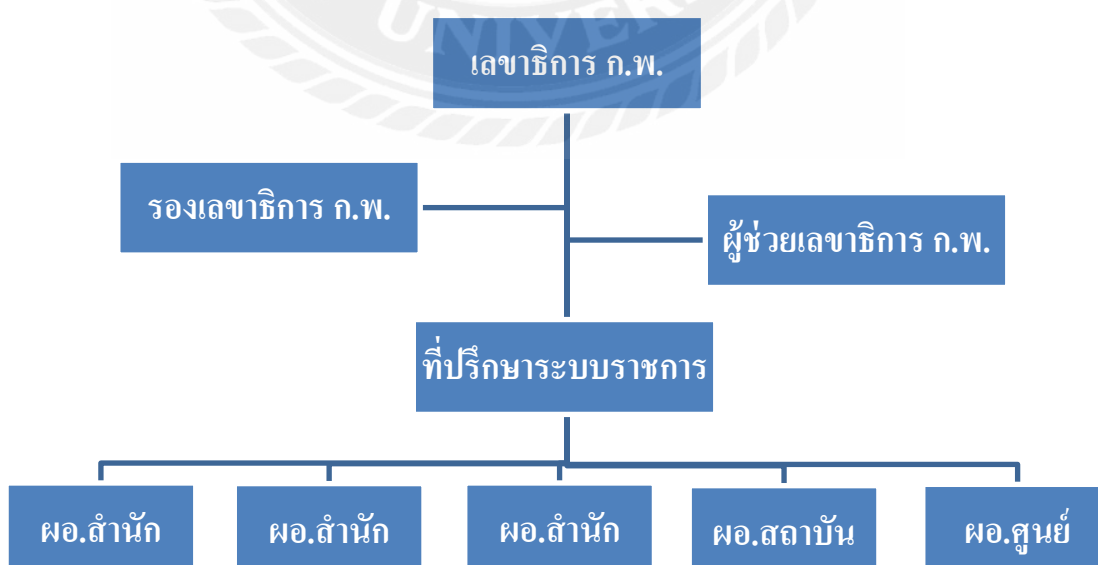 UNIVER
เลขาธิการ ก.พ.
รองเลขาธิการ ก.พ.
ผู้ช่วยเลขาธิการ ก.พ.
ที่ปรึกษาระบบราชการ
ผอ.สำนัก
ผอ.สำนัก
ผอ.สำนัก
ผอ.สถาบัน
ผอ.ศูนย์